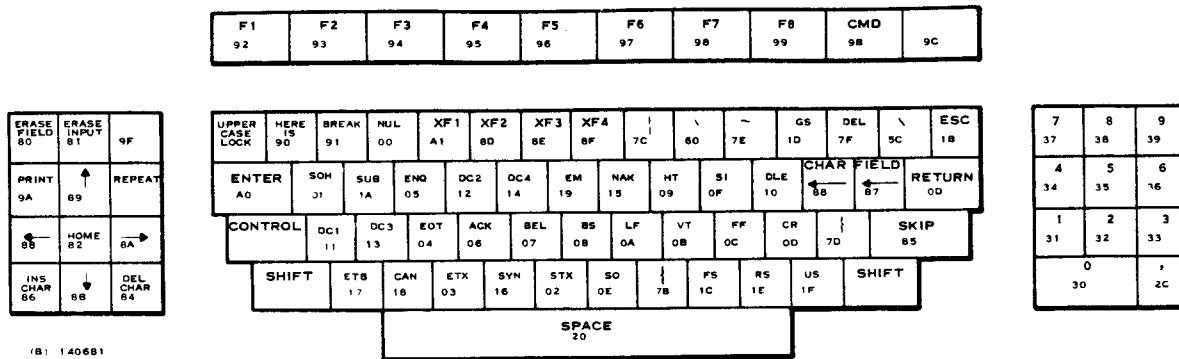 F1 F2 F3 F4 F5 F6 F7 F8 CMD
92 93 94 95 96 97 98 99 9B 9C
ERASE FIELD 80 ERASE INPUT 81 9F
PRINT 9A ↑ 89 REPEAT
← 88 HOME 82 → 8A
INS CHAR 86 ↓ 8B DEL CHAR 84
UPPER CASE LOCK HERE IS 90 BREAK 91 NUL 00 XF1 A1 XF2 8D XF3 8E XF4 8F ¦ 7C \ 60 ~ 7E GS 1D DEL 7F \ 5C ESC 1B
ENTER A0 SOH 01 SUB 1A ENQ 05 DC2 12 DC4 14 EM 19 NAK 15 HT 09 SI 0F DLE 10 CHAR ← 88 FIELD ← 87 RETURN 0D
CONTROL DC1 11 DC3 13 EOT 04 ACK 06 BEL 07 BS 08 LF 0A VT 0B FF 0C CR 0D } 7D SKIP 85
SHIFT ETB 17 CAN 18 ETX 03 SYN 16 STX 02 SO 0E { 7B FS 1C RS 1E US 1F SHIFT
SPACE
20
7 8 9
37 38 39
4 5 6
34 35 36
1 2 3
31 32 33
0 ,
30 2C
(B) 140681